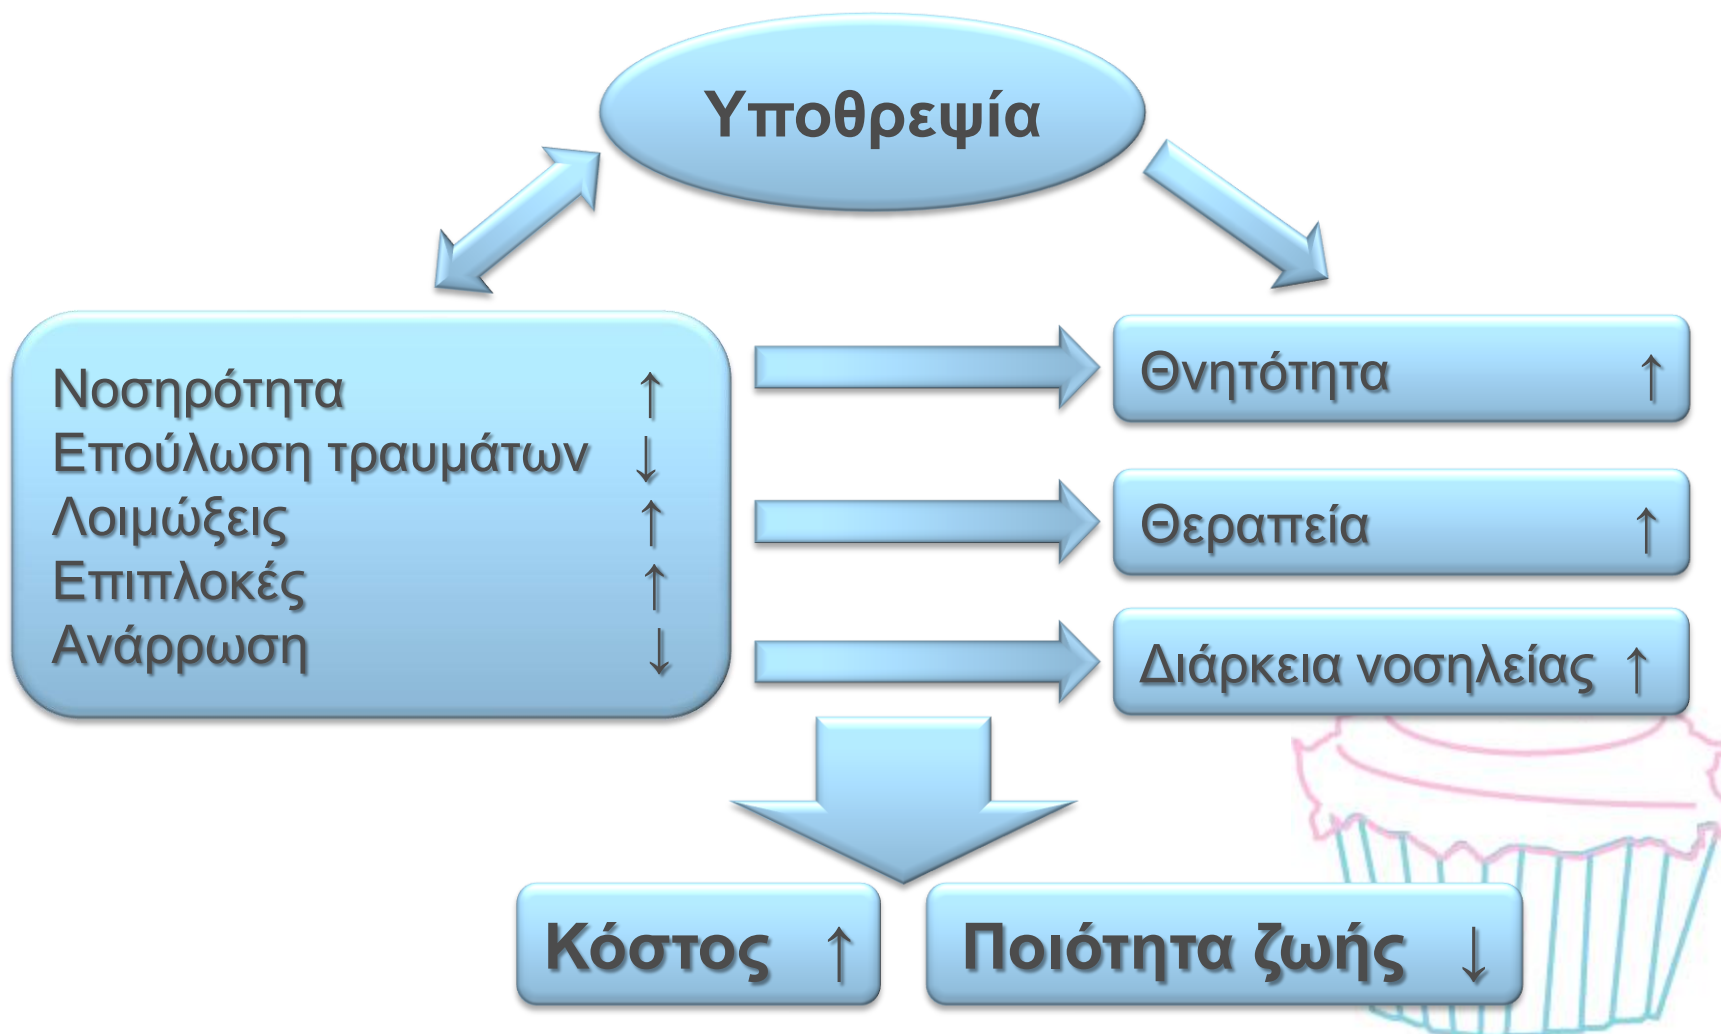 Υποθρεψία
Νοσηρότητα ↑
Επούλωση τραυμάτων ↓
Λοιμώξεις ↑
Επιπλοκές ↑
Ανάρρωση ↓
Θνητότητα ↑
Θεραπεία ↑
Διάρκεια νοσηλείας ↑
Κόστος ↑
Ποιότητα ζωής ↓